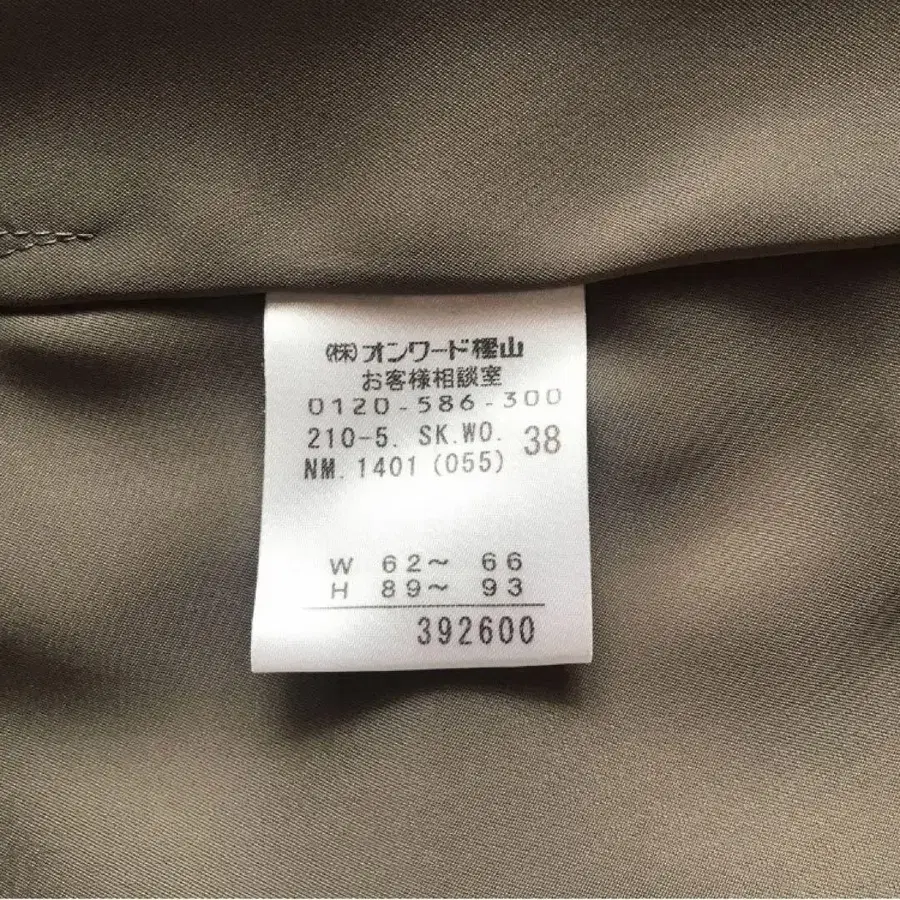 (株)オンワード樫山
お客様相談室
0120-586-300
210-5. SK.WO. 38
NM. 1401 (055)
W 62～ 66
H 89～ 93
392600